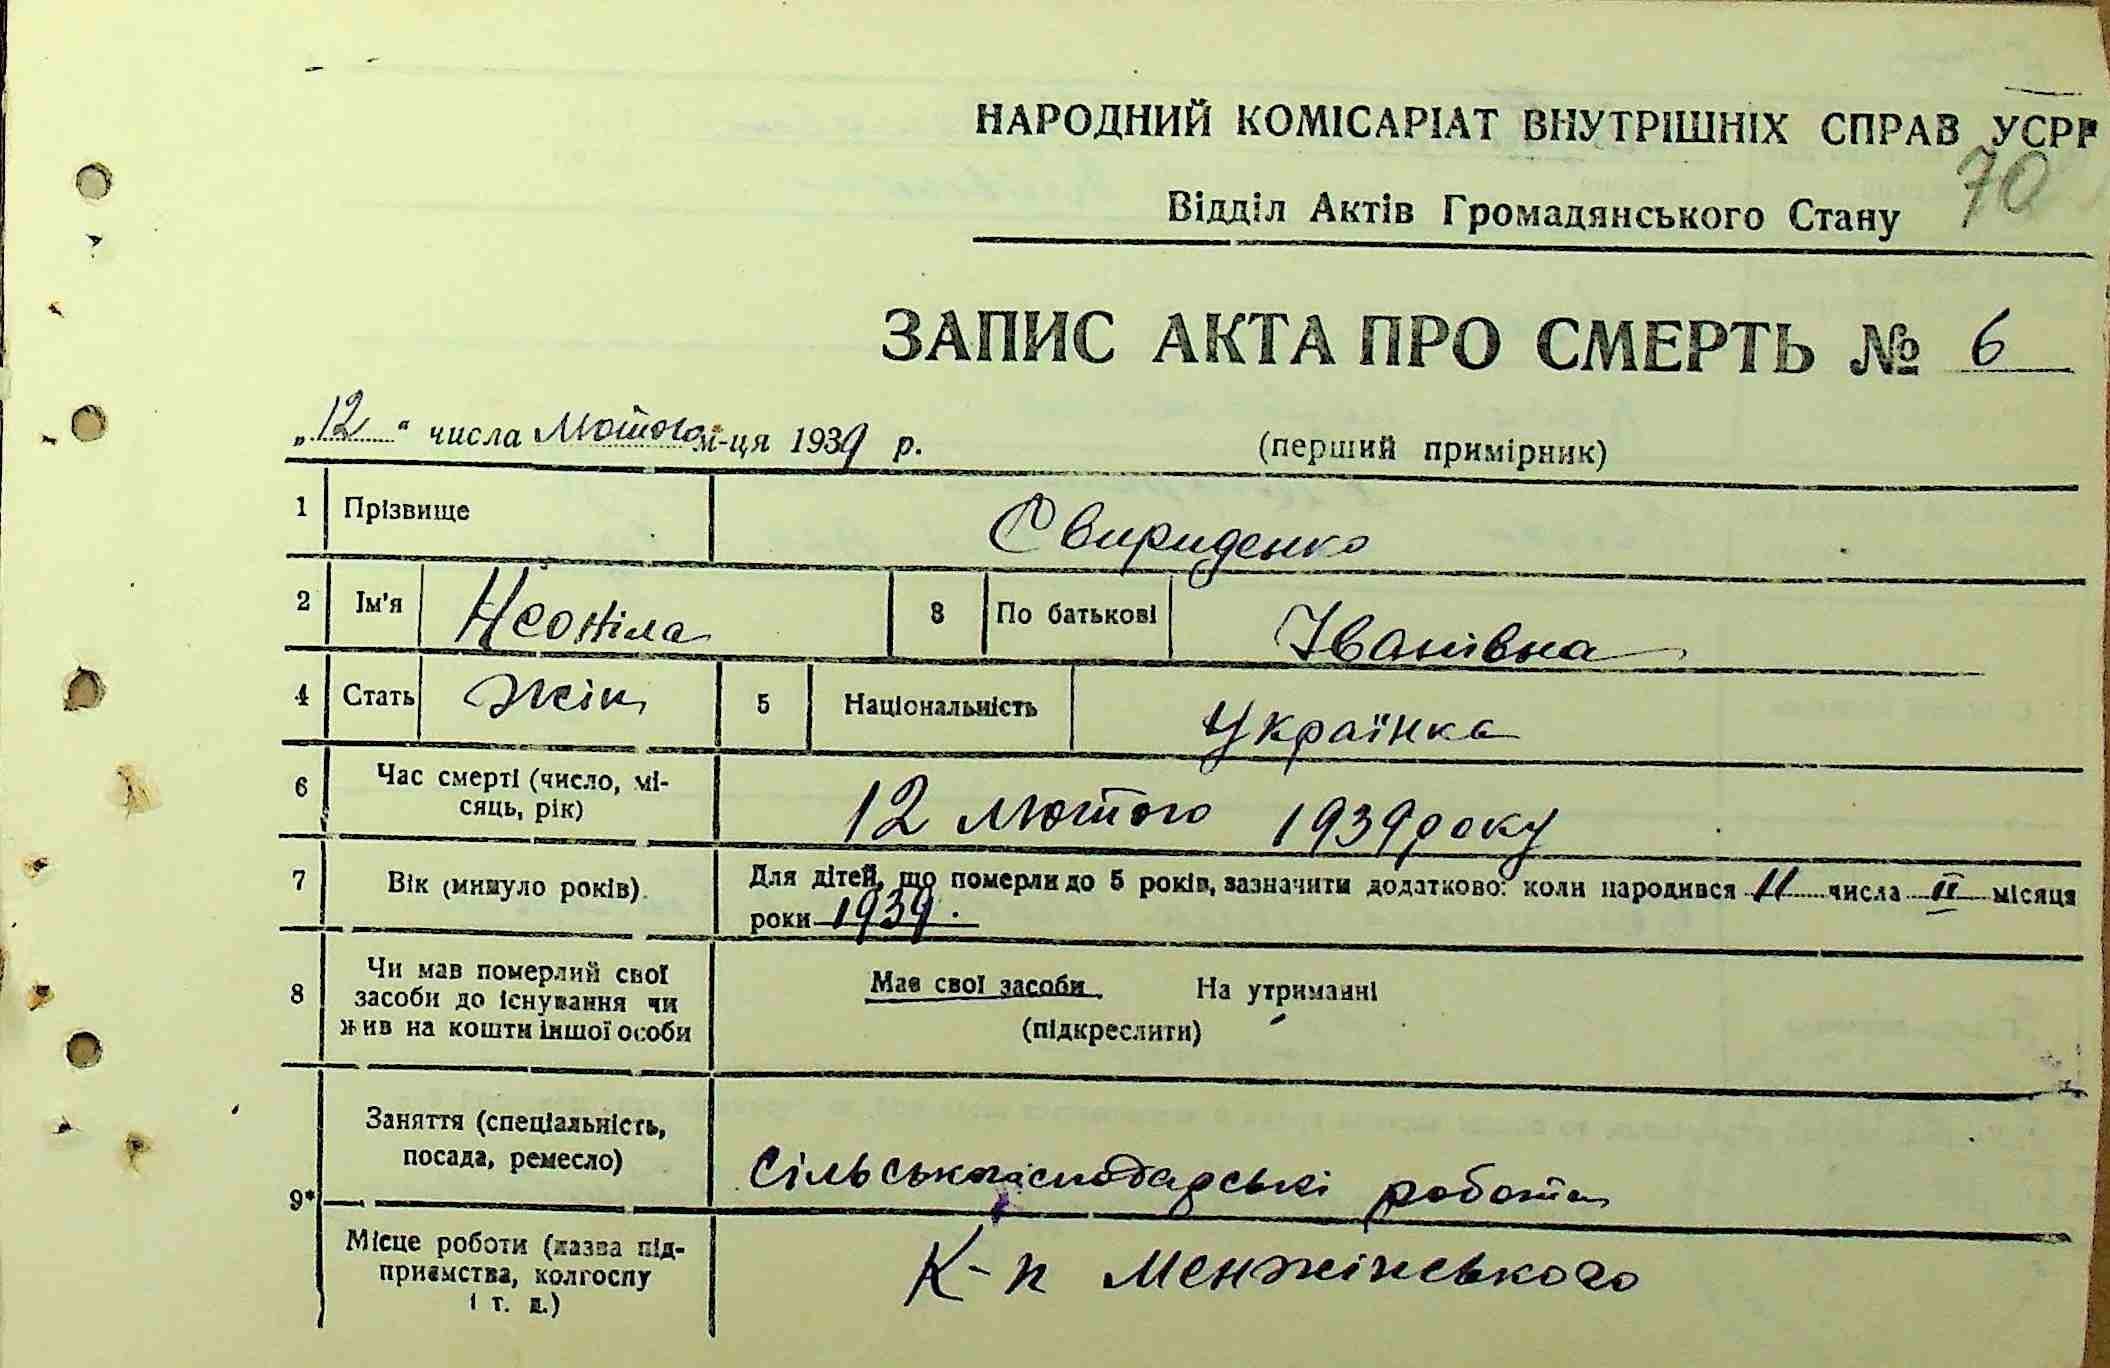 НАРОДНИЙ КОМІСАРІАТ ВНУТРІШНІХ СПРАВ УСРР
70
Відділ Актів Громадянського Стану
ЗАПИС АКТА ПРО СМЕРТЬ № 6
„12“ числа Лютого м-ця 1939 р. (перший примірник)
1 Прізвище Свириденко
2 Ім'я Неоніла 3 По батькові Іванівна
4 Стать жін 5 Національність Українка
6 Час смерті (число, мі-
сяць, рік) 12 лютого 1939 року
7 Вік (минуло років). Для дітей, що померли до 5 років, зазначити додатково: коли народився 11 числа II місяця
роки 1939.
8 Чи мав померлий свої
засоби до існування чи
жив на кошти іншої особи
Має свої засоби. На утриманні
(підкреслити)
9* Заняття (спеціальність,
посада, ремесло) Сільськогосподарські роботи
Місце роботи (назва під-
приємства, колгоспу
і т. д.)
К-п Менжінського